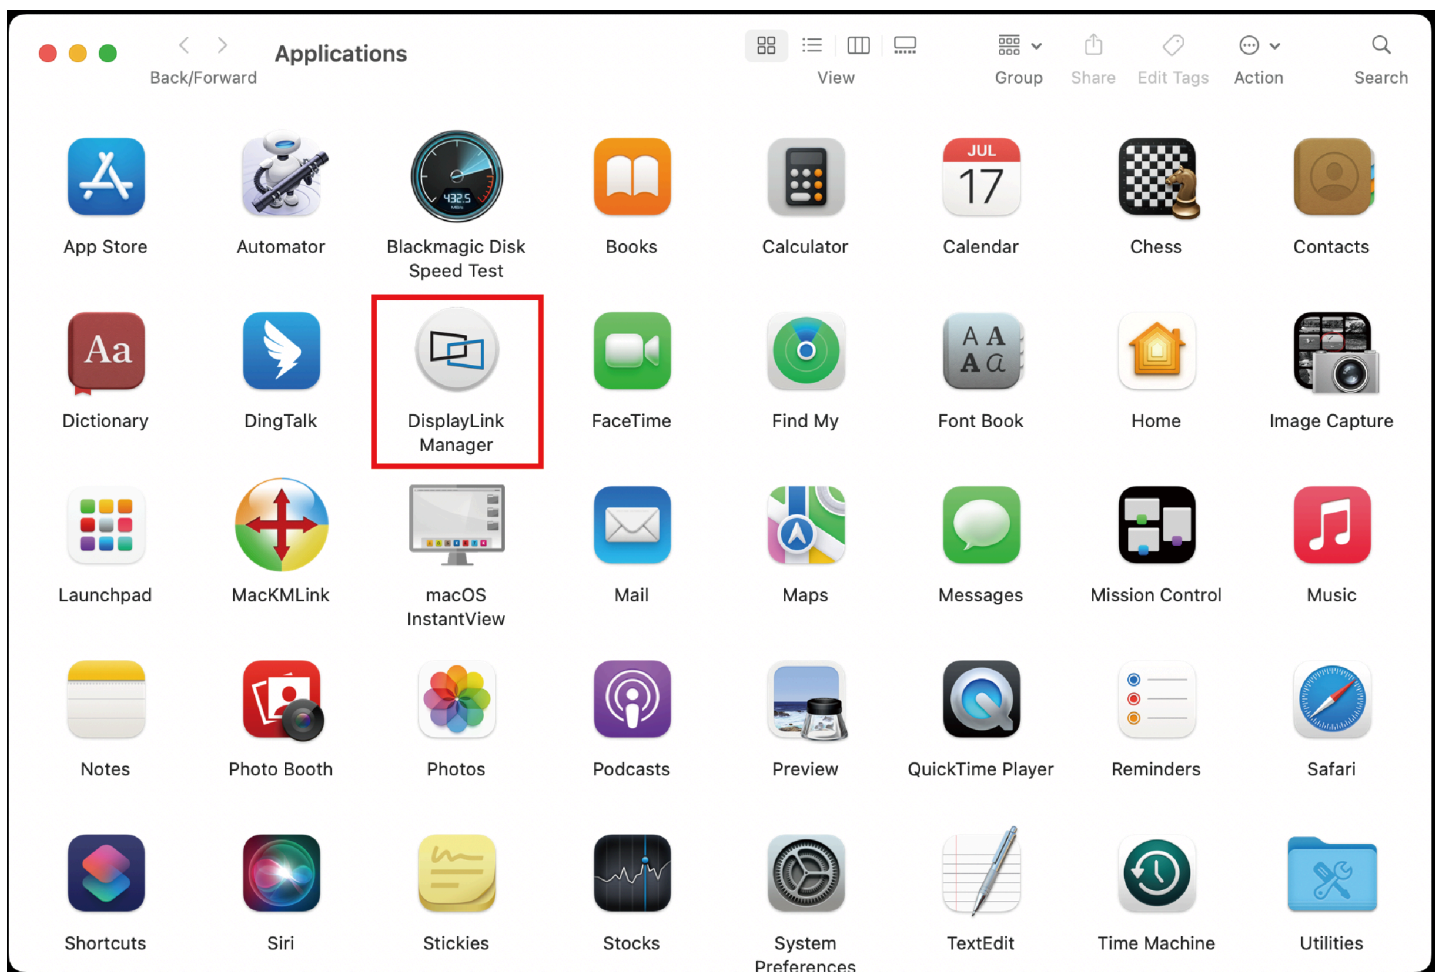 Applications
Back/Forward
View
Group
Share
Edit Tags
Action
Search
432.5
JUL
17
App Store
Automator
Blackmagic Disk
Speed Test
Books
Calculator
Calendar
Chess
Contacts
Aa
A A
A a
Dictionary
DingTalk
DisplayLink
Manager
FaceTime
Find My
Font Book
Home
Image Capture
Launchpad
MacKMLink
macOS
InstantView
Mail
Maps
Messages
Mission Control
Music
Notes
Photo Booth
Photos
Podcasts
Preview
QuickTime Player
Reminders
Safari
Shortcuts
Siri
Stickies
Stocks
System
Preferences
TextEdit
Time Machine
Utilities